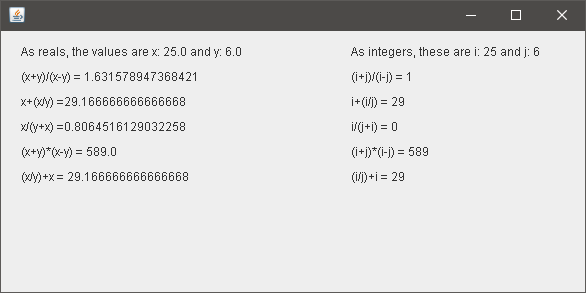 As reals, the values are x: 25.0 and y: 6.0
(x+y)/(x-y) = 1.631578947368421
x+(x/y) =29.166666666666668
x/(y+x) =0.8064516129032258
(x+y)*(x-y) = 589.0
(x/y)+x = 29.166666666666668
As integers, these are i: 25 and j: 6
(i+j)/(i-j) = 1
i+(i/j) = 29
i/(j+i) = 0
(i+j)*(i-j) = 589
(i/j)+i = 29